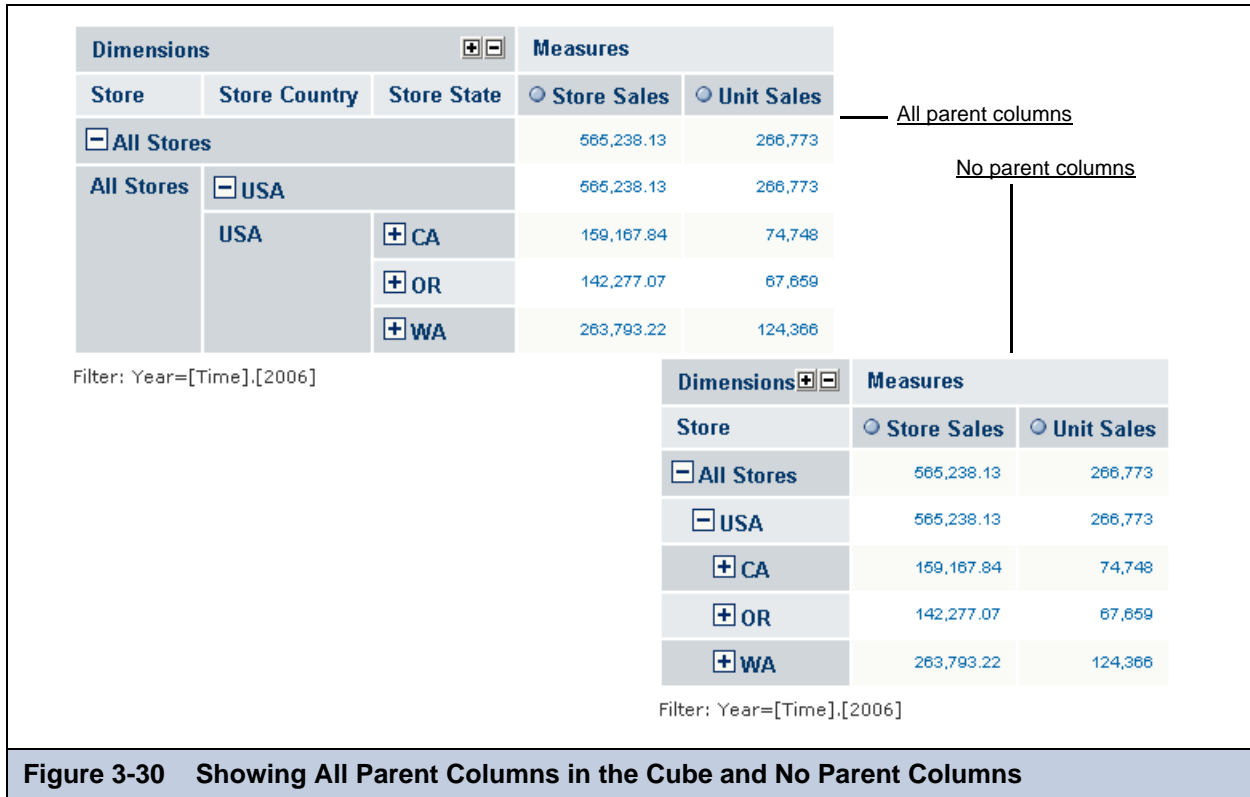 Dimensions Measures
Store Store Country Store State Store Sales Unit Sales
All Stores 565,238.13 266,773
All Stores USA 565,238.13 266,773
USA CA 159,167.84 74,748
OR 142,277.07 67,659
WA 263,793.22 124,366
Filter: Year=[Time].[2006]
All parent columns
No parent columns
Dimensions Measures
Store Store Sales Unit Sales
All Stores 565,238.13 266,773
USA 565,238.13 266,773
CA 159,167.84 74,748
OR 142,277.07 67,659
WA 263,793.22 124,366
Filter: Year=[Time].[2006]
Figure 3-30 Showing All Parent Columns in the Cube and No Parent Columns